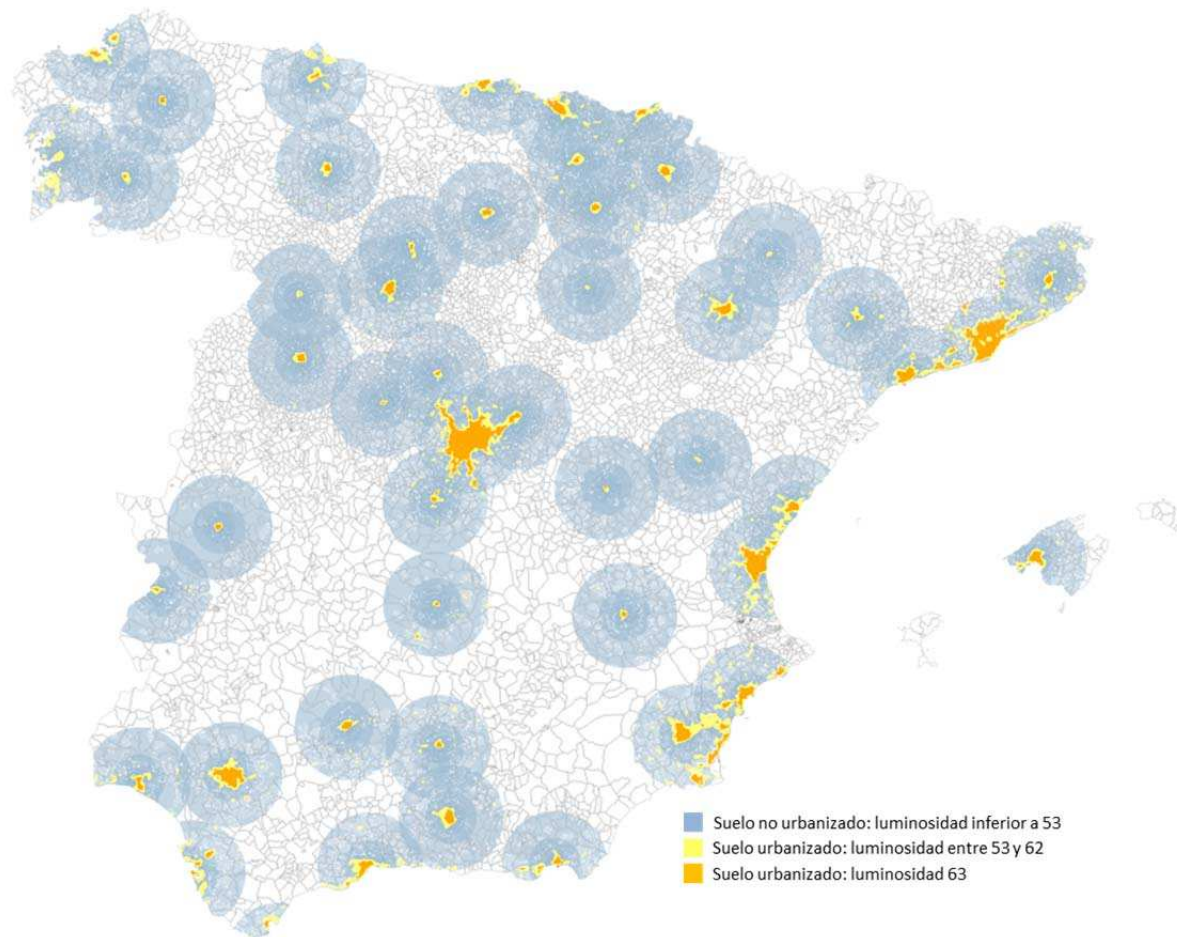 Suelo no urbanizado: luminosidad inferior a 53
Suelo urbanizado: luminosidad entre 53 y 62
Suelo urbanizado: luminosidad 63